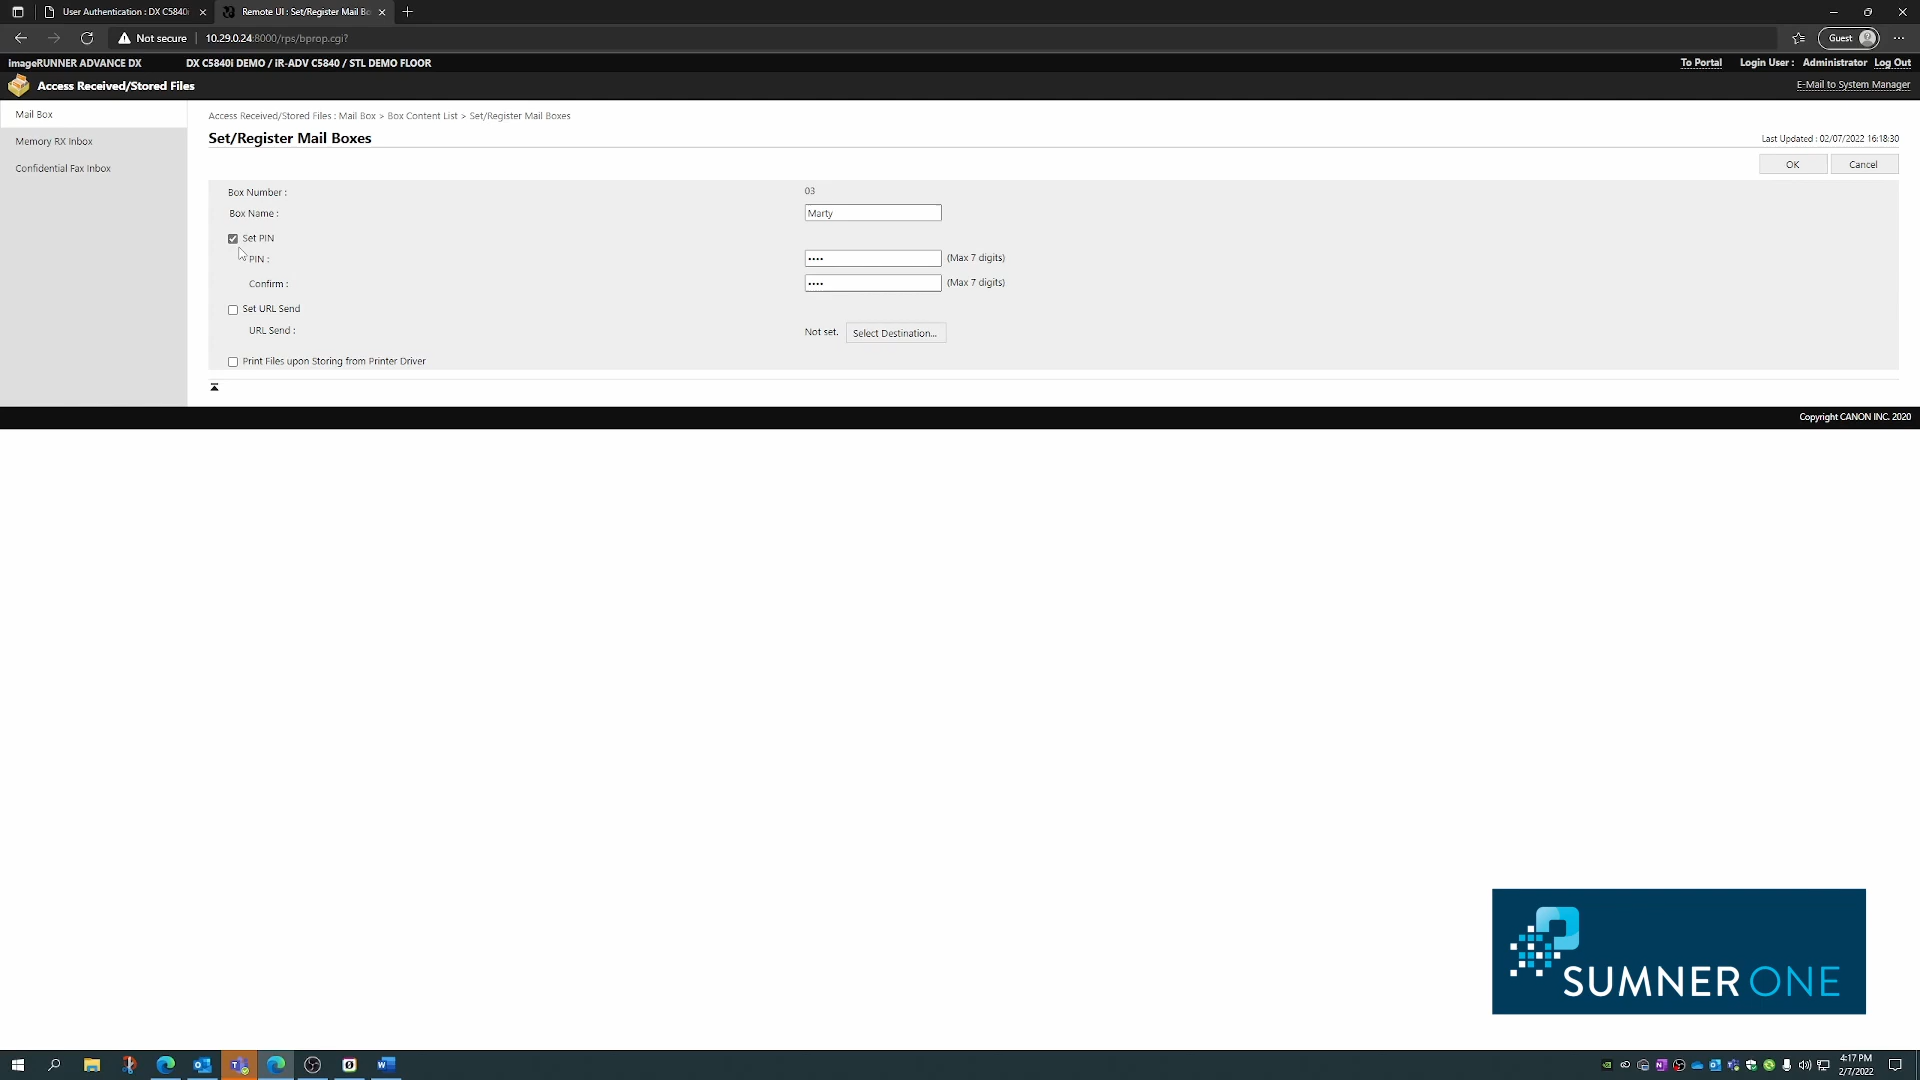 User Authentication : DX C5840i
Remote UI : Set/Register Mail Bo
Not secure
10.29.0.24:8000/rps/bprop.cgi?
Guest
imageRUNNER ADVANCE DX
DX C5840I DEMO / iR-ADV C5840 / STL DEMO FLOOR
To Portal
Login User : Administrator
Log Out
Access Received/Stored Files
E-Mail to System Manager
Mail Box
Memory RX Inbox
Confidential Fax Inbox
Access Received/Stored Files : Mail Box > Box Content List > Set/Register Mail Boxes
Set/Register Mail Boxes
Last Updated : 02/07/2022 16:18:30
OK
Cancel
Box Number :
03
Box Name :
Marty
Set PIN
PIN :
•••• (Max 7 digits)
Confirm :
•••• (Max 7 digits)
Set URL Send
URL Send :
Not set.
Select Destination...
Print Files upon Storing from Printer Driver
Copyright CANON INC. 2020
SUMNERONE
4:17 PM
2/7/2022